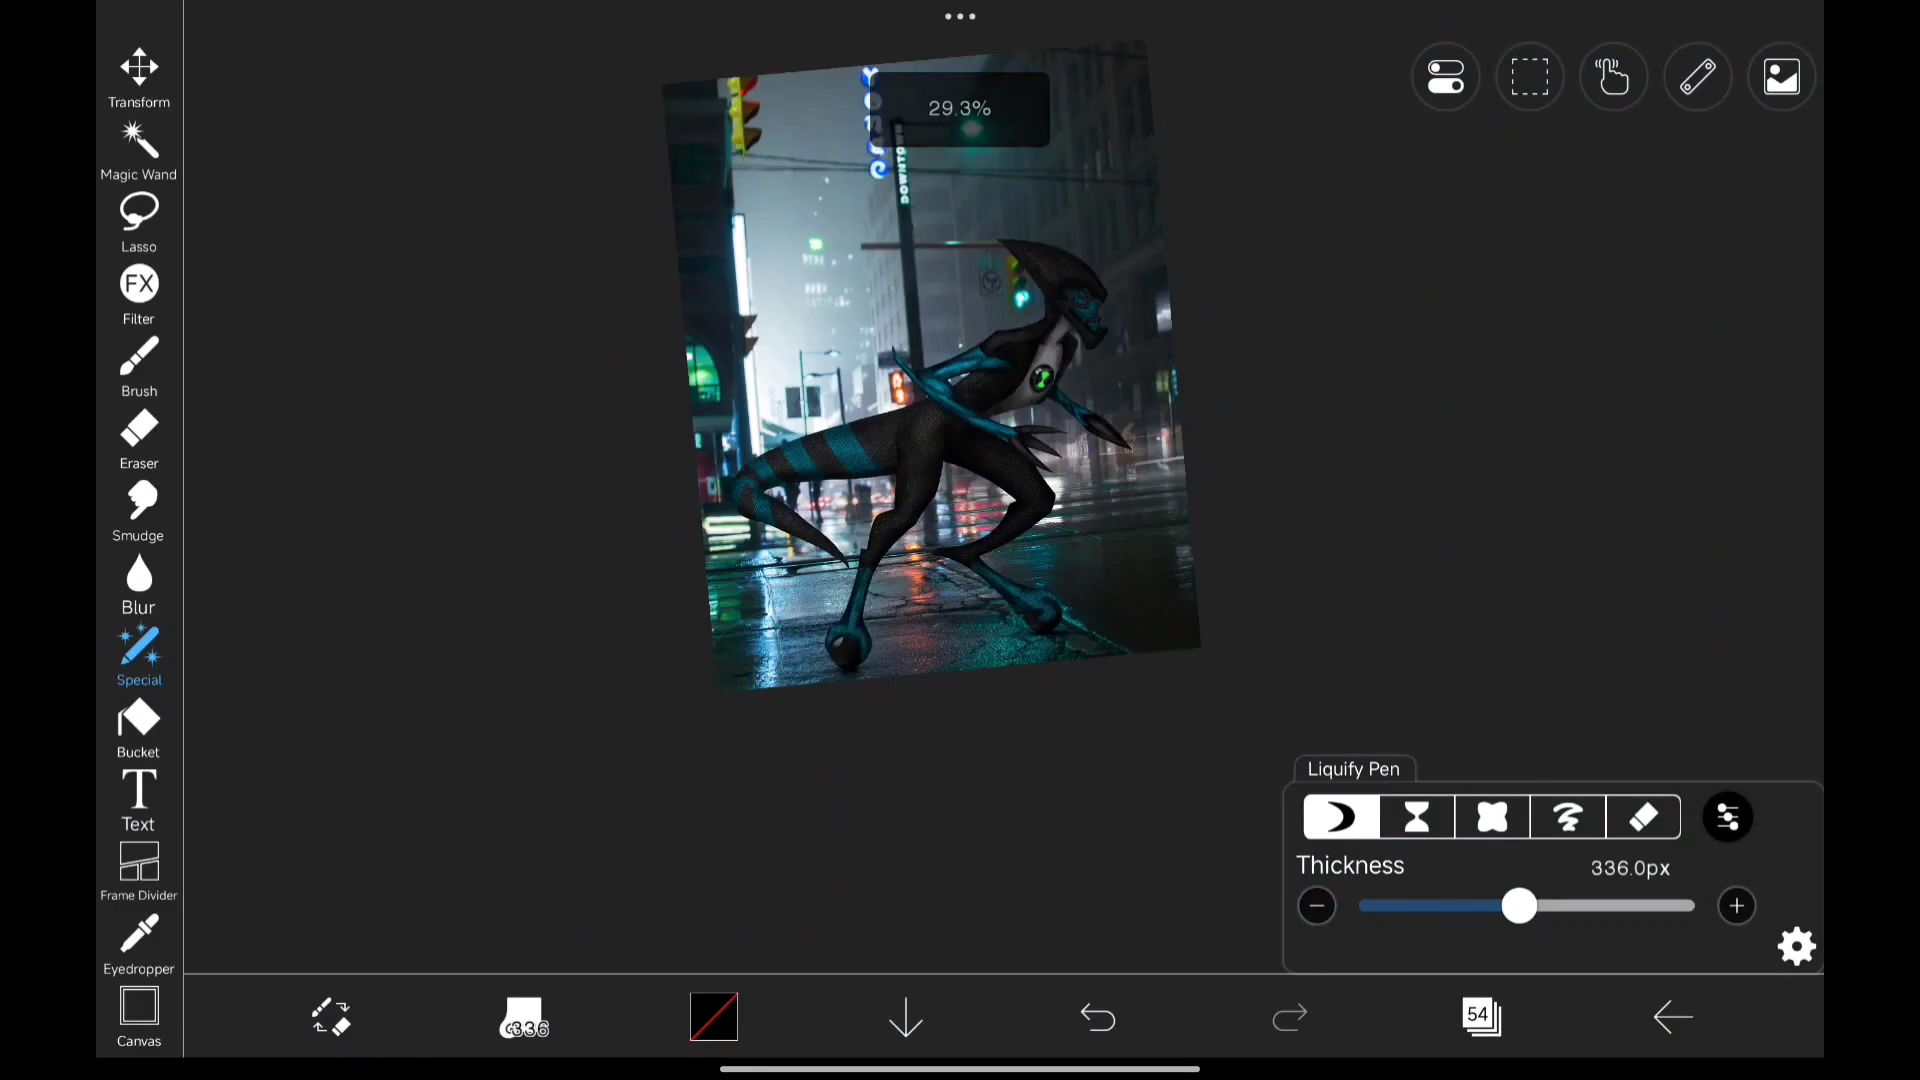 Transform
Magic Wand
Lasso
FX
Filter
Brush
Eraser
Smudge
Blur
Special
Bucket
T
Text
Frame Divider
Eyedropper
Canvas
29.3%
Liquify Pen
Thickness
336.0px
336
54